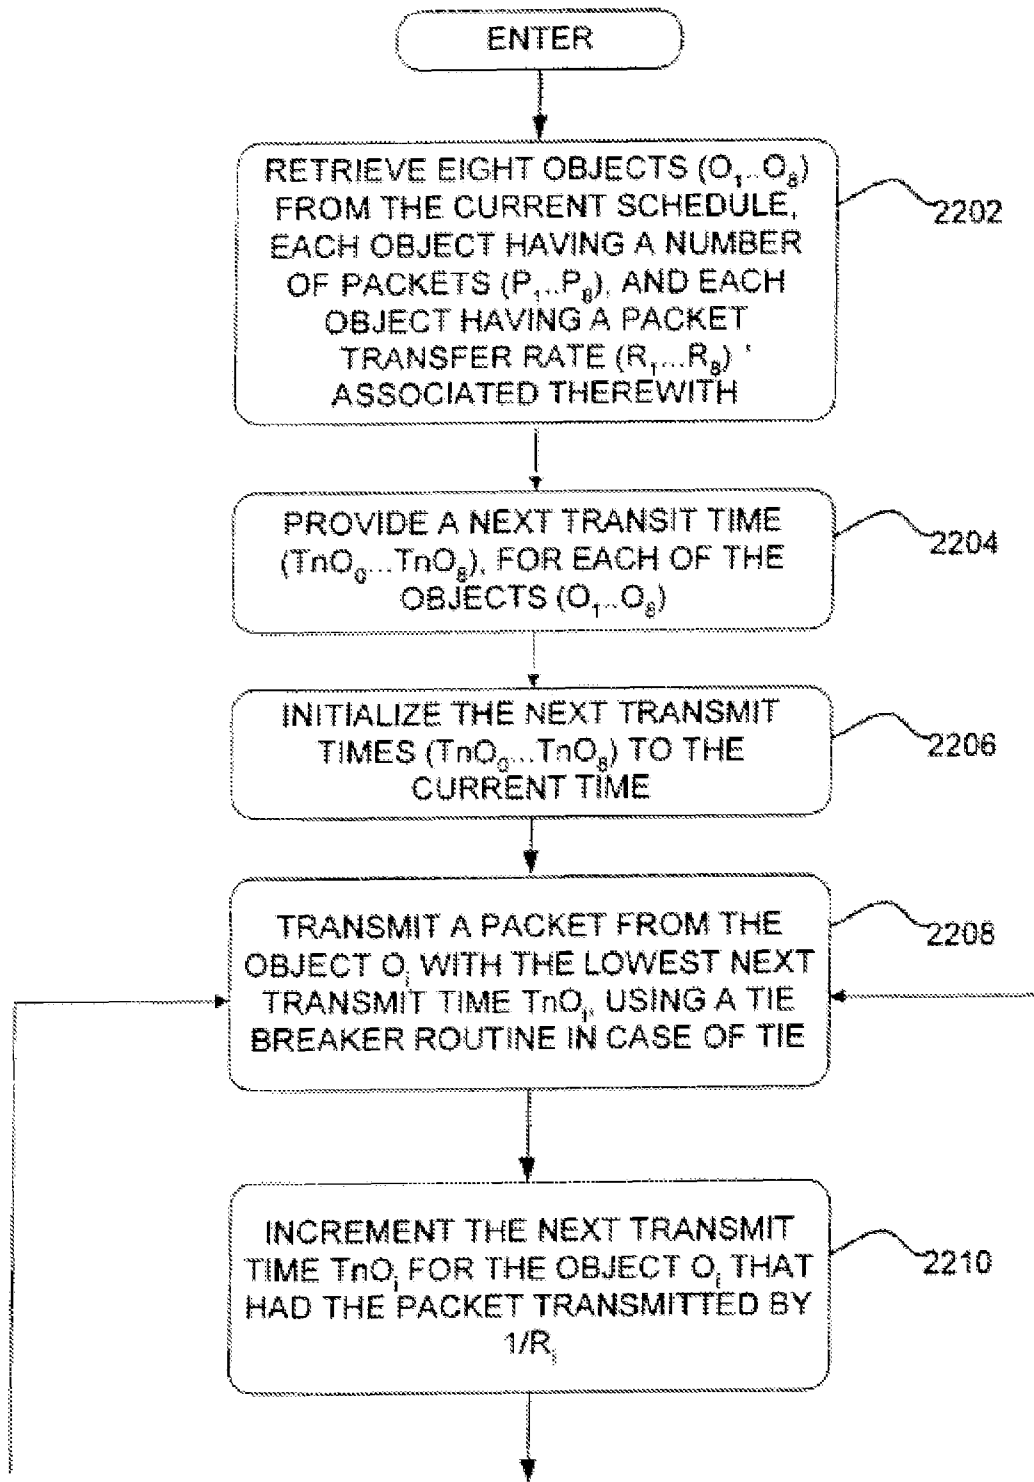 ENTER
RETRIEVE EIGHT OBJECTS (O₁..O₈)
FROM THE CURRENT SCHEDULE,
EACH OBJECT HAVING A NUMBER
OF PACKETS (P₁..P₈), AND EACH
OBJECT HAVING A PACKET
TRANSFER RATE (R₁...R₈) '
ASSOCIATED THEREWITH
2202
PROVIDE A NEXT TRANSIT TIME
(TnO₀...TnO₈), FOR EACH OF THE
OBJECTS (O₁..O₈)
2204
INITIALIZE THE NEXT TRANSMIT
TIMES (TnO₀...TnO₈) TO THE
CURRENT TIME
2206
TRANSMIT A PACKET FROM THE
OBJECT Oᵢ WITH THE LOWEST NEXT
TRANSMIT TIME TnOᵢ, USING A TIE
BREAKER ROUTINE IN CASE OF TIE
2208
INCREMENT THE NEXT TRANSMIT
TIME TnOᵢ FOR THE OBJECT Oᵢ THAT
HAD THE PACKET TRANSMITTED BY
1/Rᵢ
2210